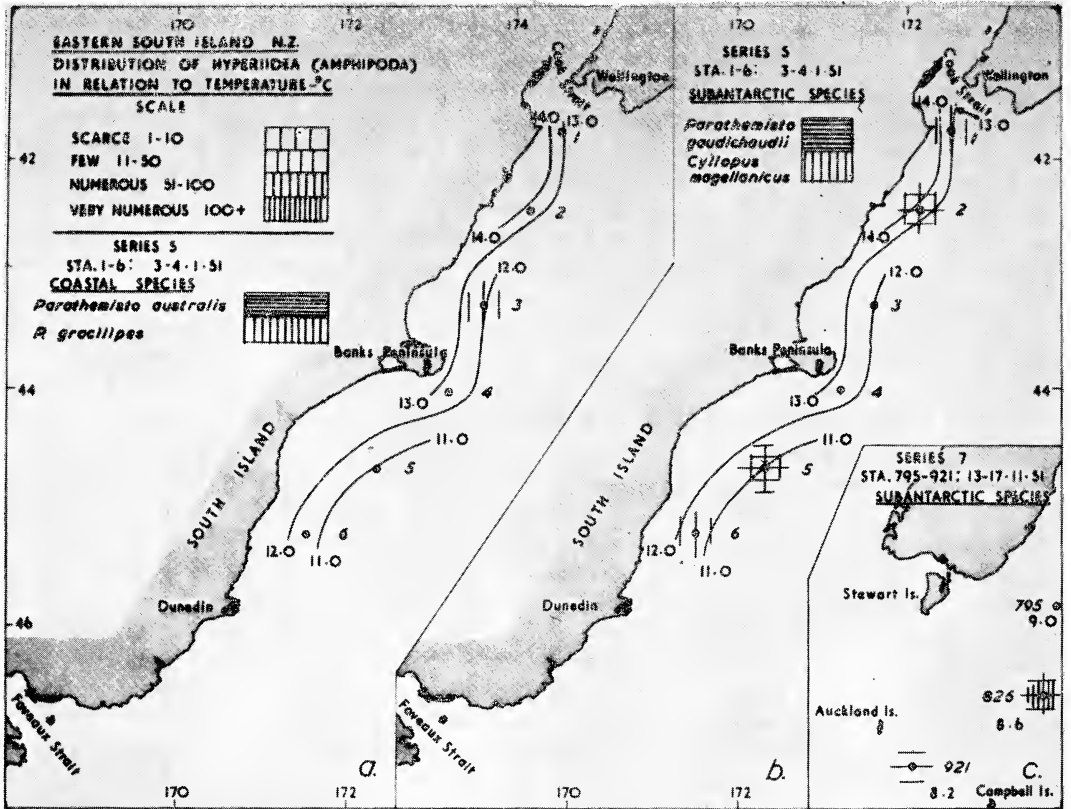 170
172
174
EASTERN SOUTH ISLAND N.Z.
DISTRIBUTION OF HYPERIIDEA (AMPHIPODA)
IN RELATION TO TEMPERATURE-°C
SCALE
SCARCE 1-10
FEW 11-50
NUMEROUS 51-100
VERY NUMEROUS 100+
SERIES 5
STA. 1-6: 3-4·1·51
COASTAL SPECIES
Parathemisto australis
P. gracilipes
Cook Strait
Wellington
14·0
13·0
1
42
2
14·0
12·0
3
Banks Peninsula
44
13·0
4
11·0
5
SOUTH ISLAND
6
12·0
11·0
Dunedin
46
Foveaux Strait
a.
170
172
170
172
SERIES 5
STA. 1-6: 3-4·1·51
SUBANTARCTIC SPECIES
Parathemisto
gaudichaudii
Cyllopus
magellanicus
Cook Strait
Wellington
14·0
13·0
1
42
2
14·0
12·0
3
Banks Peninsula
44
13·0
4
11·0
5
SOUTH ISLAND
6
12·0
11·0
Dunedin
Foveaux Strait
b.
170
172
SERIES 7
STA. 795-921: 13-17·11·51
SUBANTARCTIC SPECIES
Stewart Is.
795
9·0
826
8·6
Auckland Is.
921
8·2
Campbell Is.
c.